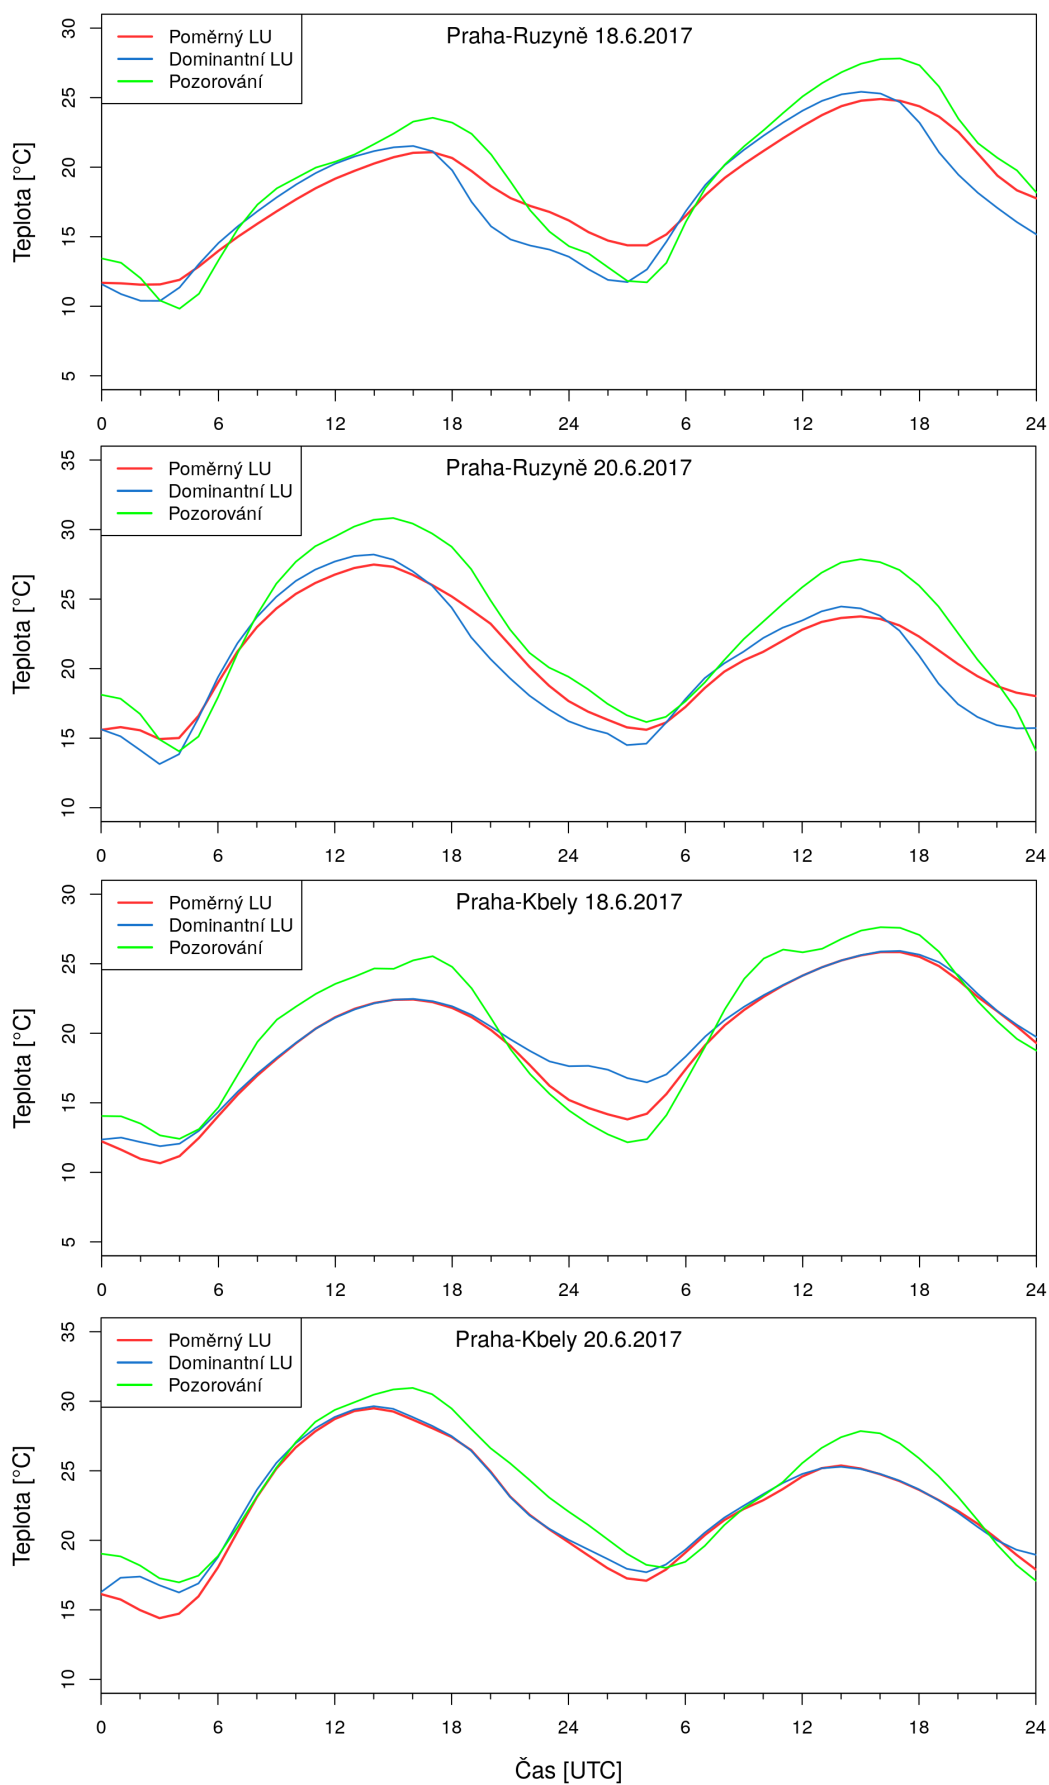 Praha-Ruzyně 18.6.2017
Poměrný LU
Dominantní LU
Pozorování
Teplota [°C]
30
25
20
15
10
5
0 6 12 18 24 6 12 18 24
Praha-Ruzyně 20.6.2017
Poměrný LU
Dominantní LU
Pozorování
Teplota [°C]
35
30
25
20
15
10
0 6 12 18 24 6 12 18 24
Praha-Kbely 18.6.2017
Poměrný LU
Dominantní LU
Pozorování
Teplota [°C]
30
25
20
15
10
5
0 6 12 18 24 6 12 18 24
Praha-Kbely 20.6.2017
Poměrný LU
Dominantní LU
Pozorování
Teplota [°C]
35
30
25
20
15
10
0 6 12 18 24 6 12 18 24
Čas [UTC]